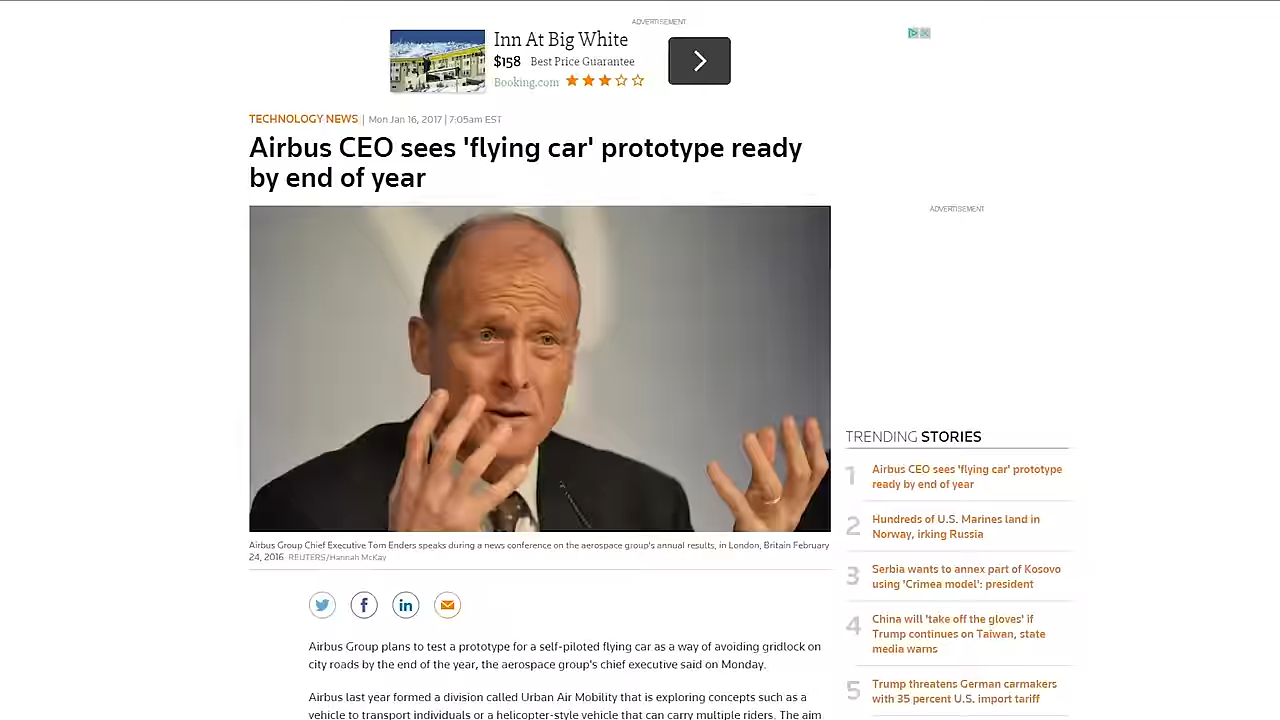 ADVERTISEMENT
Inn At Big White
$158 Best Price Guarantee
Booking.com
TECHNOLOGY NEWS | Mon Jan 16, 2017 | 7:05am EST
Airbus CEO sees 'flying car' prototype ready
by end of year
ADVERTISEMENT
Airbus Group Chief Executive Tom Enders speaks during a news conference on the aerospace group's annual results, in London, Britain February
24, 2016 REUTERS/Hannah McKay
Airbus Group plans to test a prototype for a self-piloted flying car as a way of avoiding gridlock on
city roads by the end of the year, the aerospace group's chief executive said on Monday.
Airbus last year formed a division called Urban Air Mobility that is exploring concepts such as a
vehicle to transport individuals or a helicopter-style vehicle that can carry multiple riders. The aim
TRENDING STORIES
1 Airbus CEO sees 'flying car' prototype
ready by end of year
2 Hundreds of U.S. Marines land in
Norway, irking Russia
3 Serbia wants to annex part of Kosovo
using 'Crimea model': president
4 China will 'take off the gloves' if
Trump continues on Taiwan, state
media warns
5 Trump threatens German carmakers
with 35 percent U.S. import tariff